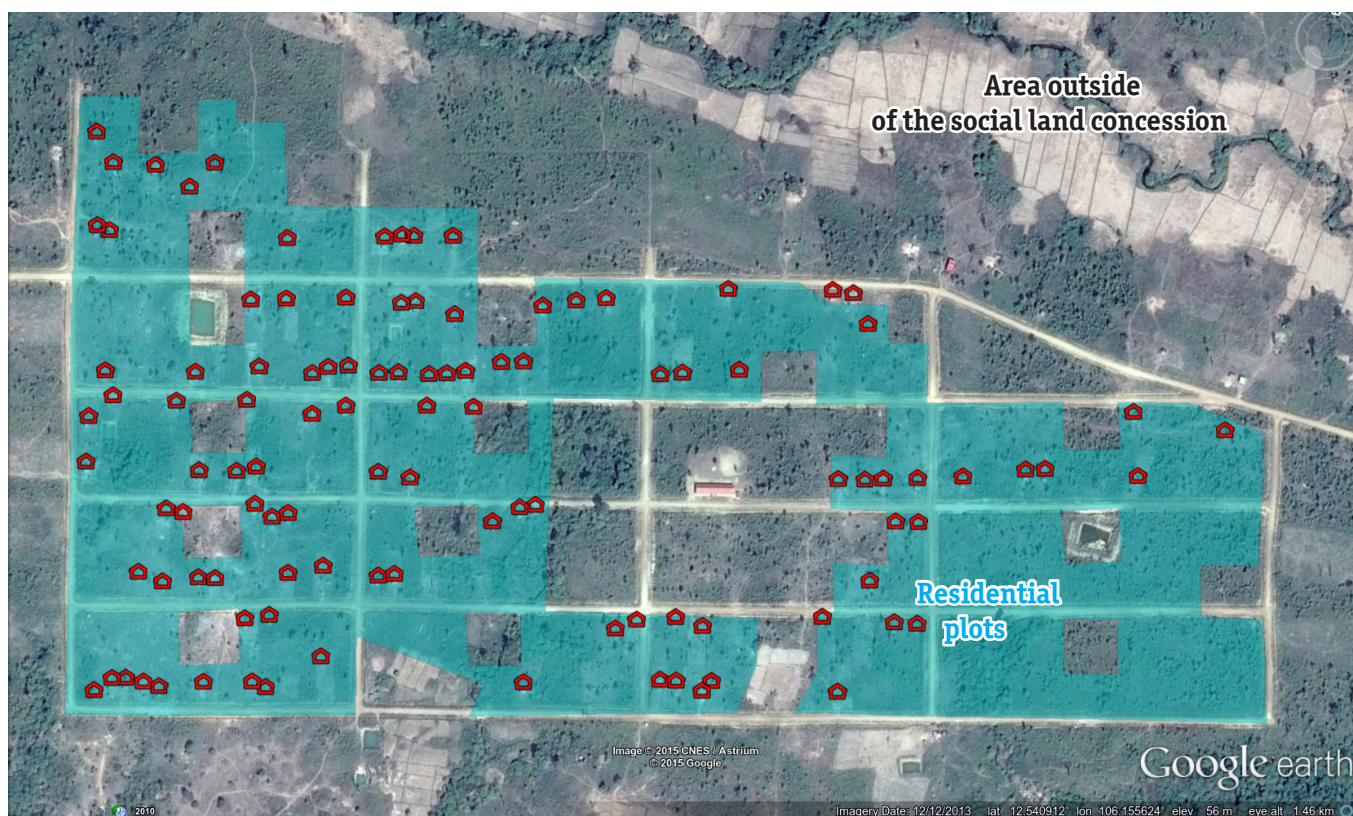 Area outside
of the social land concession
Residential
plots
Image © 2015 CNES / Astrium
© 2015 Google
Google earth
2010
Imagery Date: 12/12/2013 lat 12.540912° lon 106.155624° elev 56 m eye alt 1.46 km